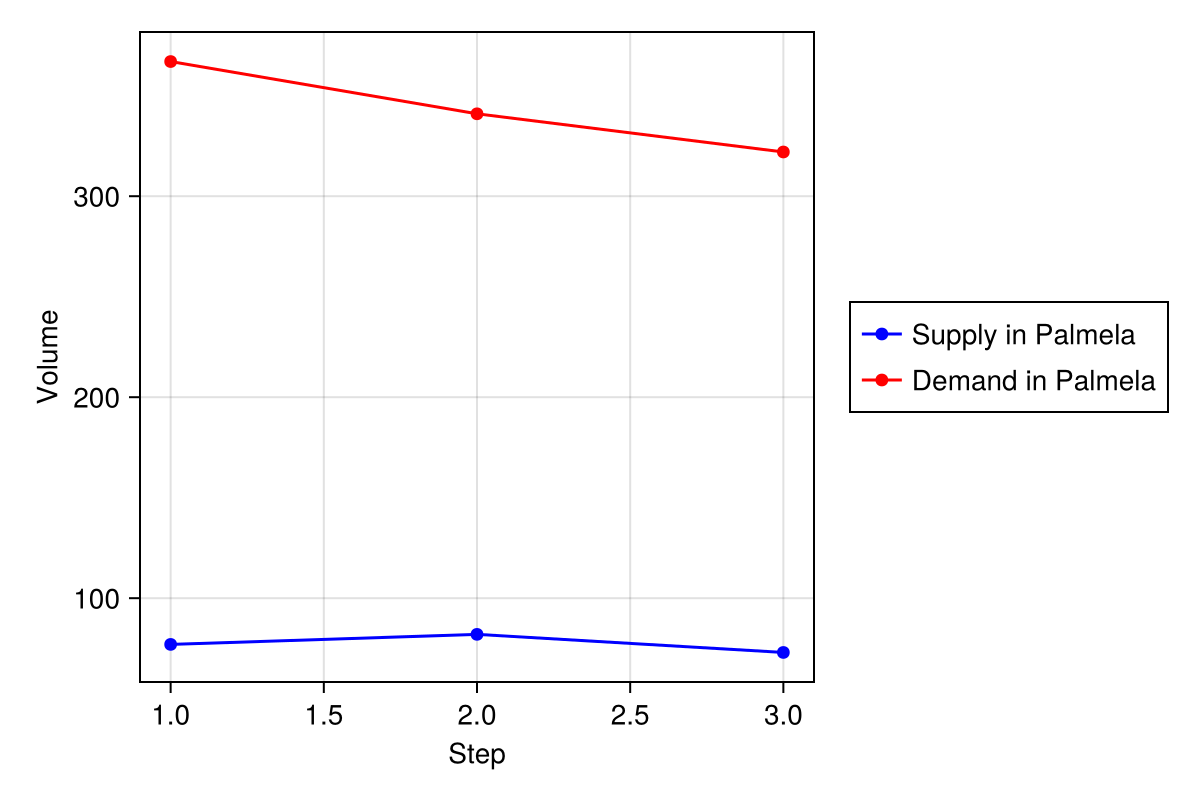 300
200
100
Volume
1.0 1.5 2.0 2.5 3.0
Step
Supply in Palmela
Demand in Palmela